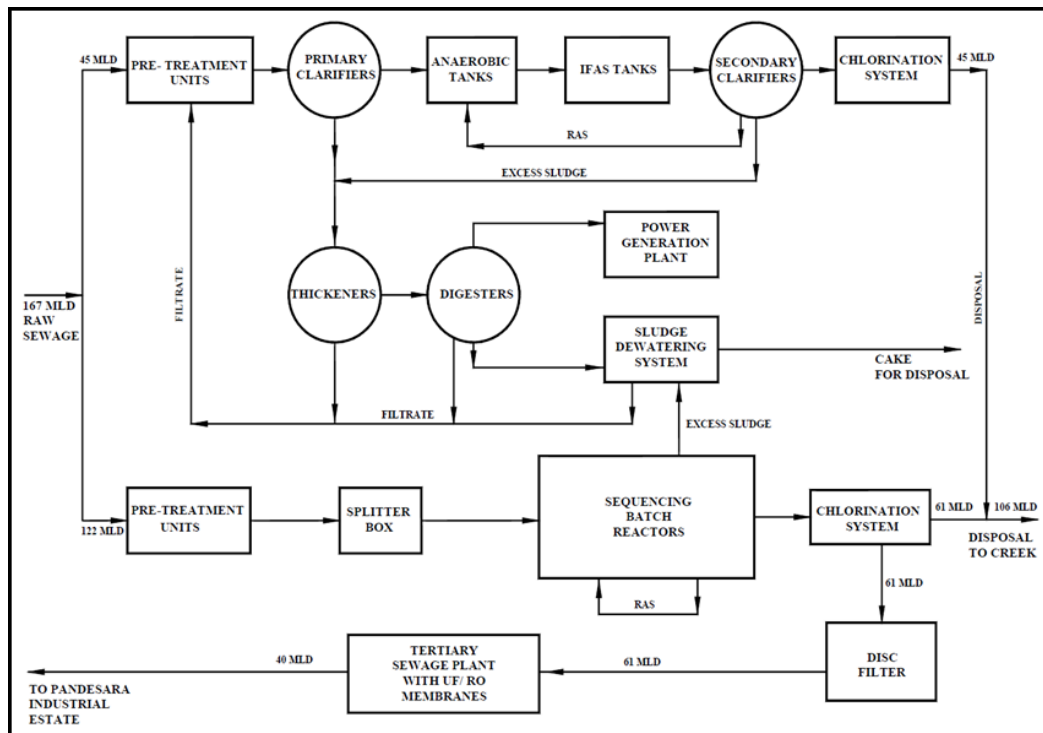 45 MLD
PRE- TREATMENT
UNITS
PRIMARY
CLARIFIERS
ANAEROBIC
TANKS
IFAS TANKS
SECONDARY
CLARIFIERS
CHLORINATION
SYSTEM
45 MLD
RAS
EXCESS SLUDGE
POWER
GENERATION
PLANT
THICKENERS
DIGESTERS
FILTRATE
DISPOSAL
167 MLD
RAW
SEWAGE
SLUDGE
DEWATERING
SYSTEM
CAKE
FOR DISPOSAL
FILTRATE
EXCESS SLUDGE
PRE-TREATMENT
UNITS
122 MLD
SPLITTER
BOX
SEQUENCING
BATCH
REACTORS
RAS
CHLORINATION
SYSTEM
61 MLD
106 MLD
DISPOSAL
TO CREEK
61 MLD
DISC
FILTER
61 MLD
TERTIARY
SEWAGE PLANT
WITH UF/ RO
MEMBRANES
40 MLD
TO PANDESARA
INDUSTRIAL
ESTATE